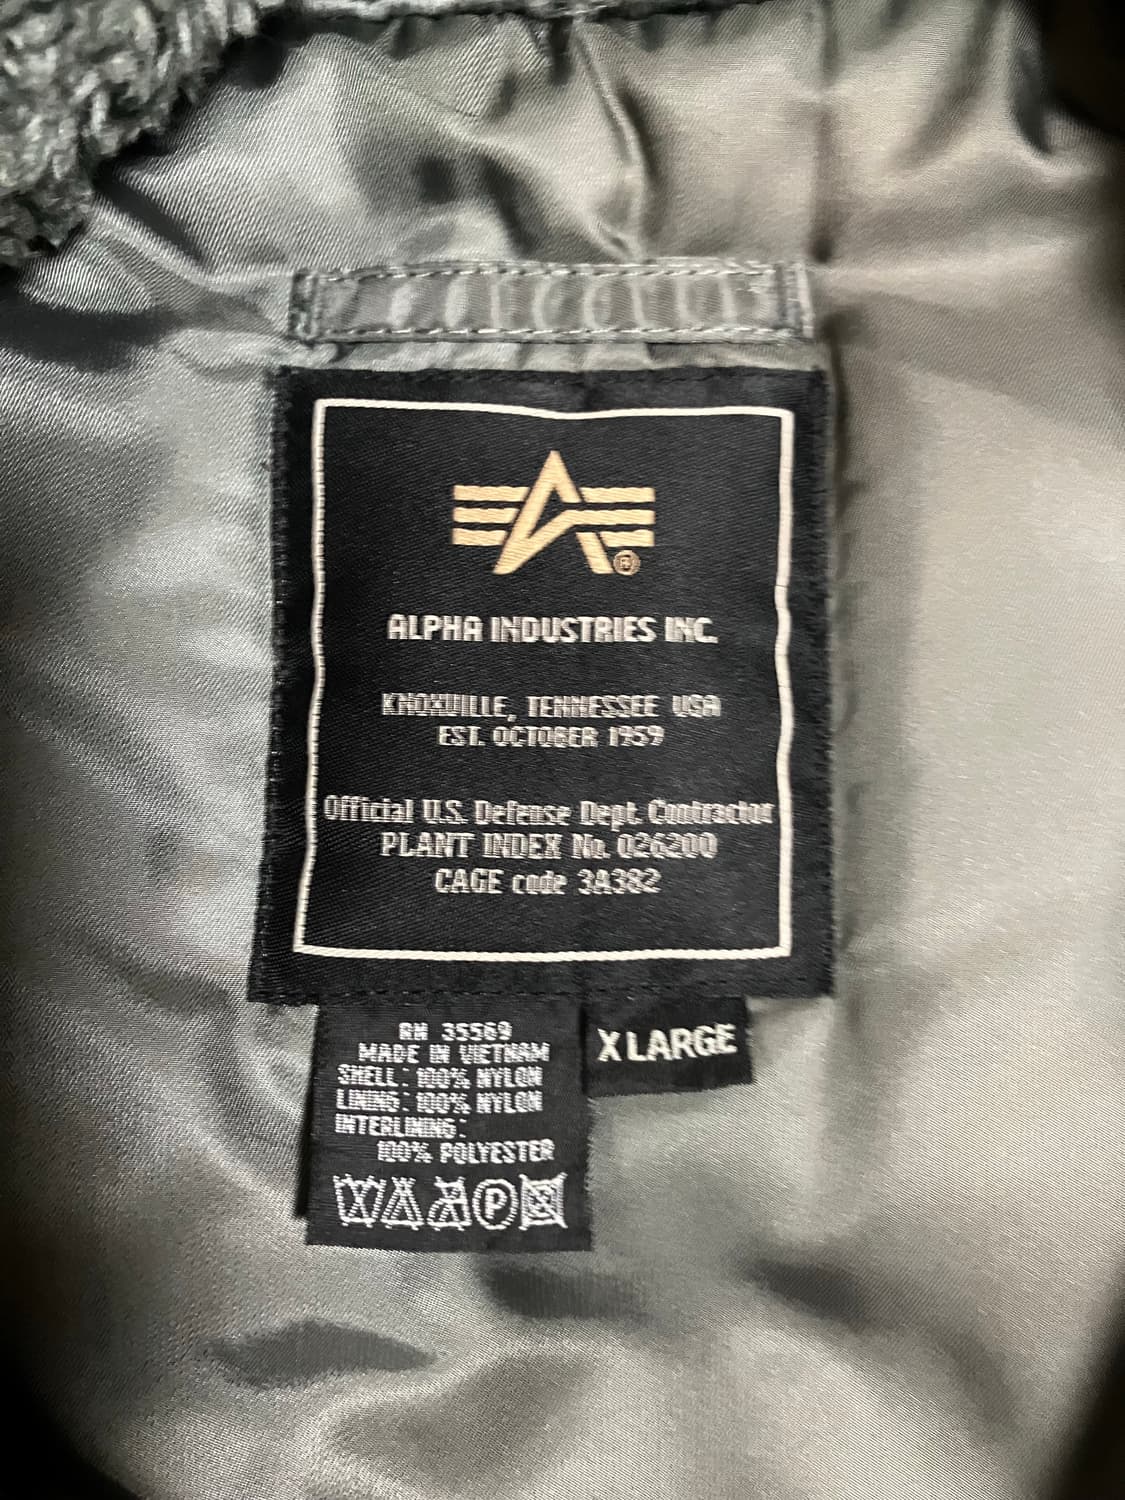 ALPHA INDUSTRIES INC.
KNOXVILLE, TENNESSEE USA
EST. OCTOBER 1959
Official U.S. Defense Dept. Contractor
PLANT INDEX No. 026200
CAGE code 3A382
X LARGE
RN 35569
MADE IN VIETNAM
SHELL: 100% NYLON
LINING: 100% NYLON
INTERLINING:
100% POLYESTER
P